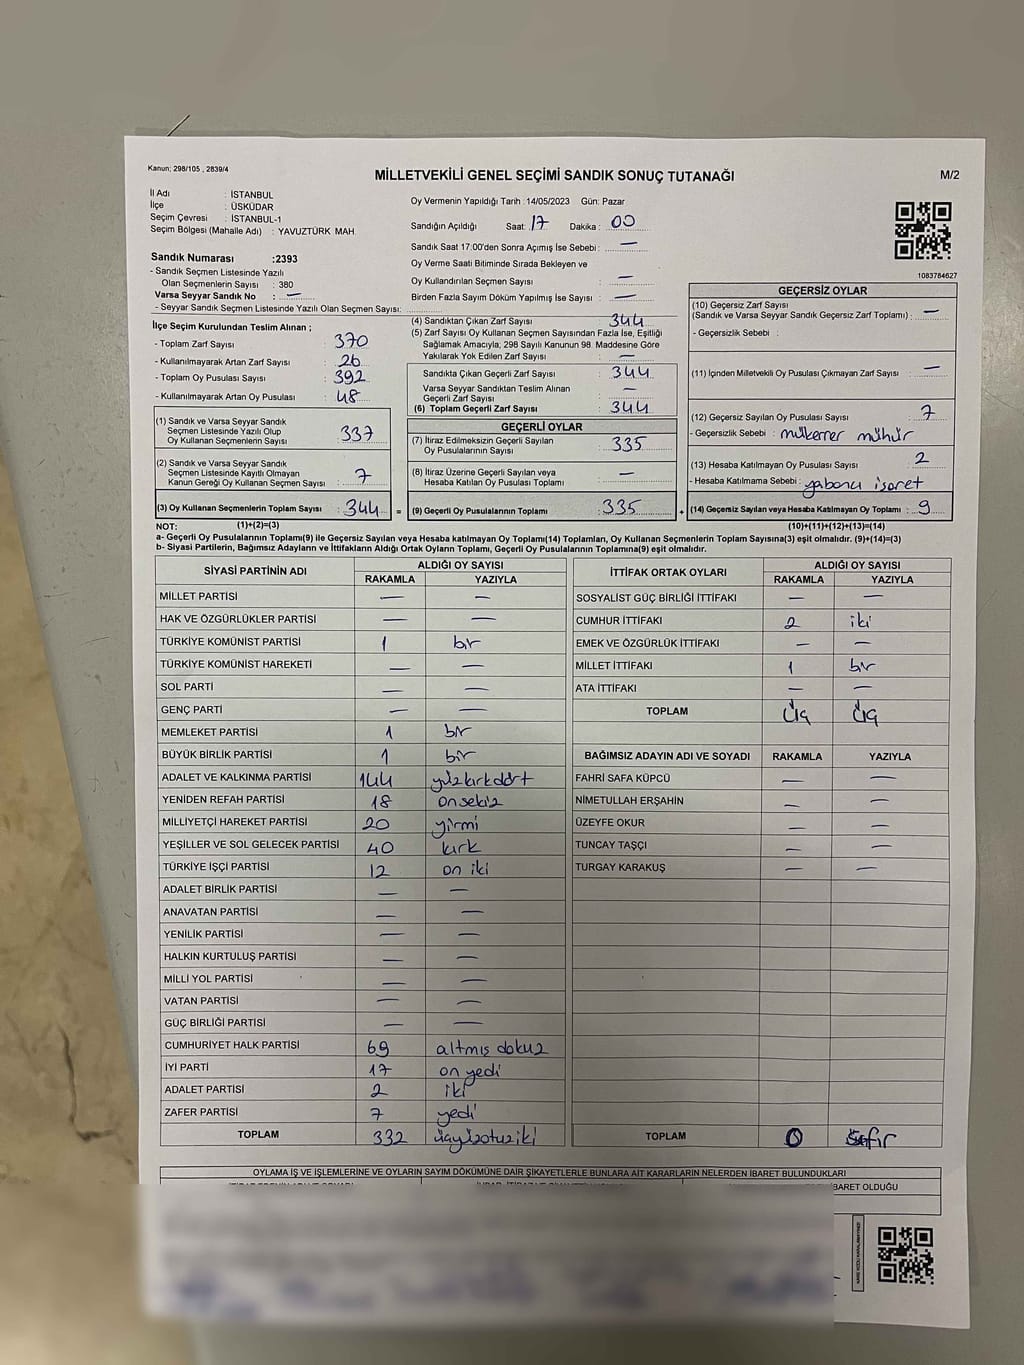 Kanun; 298/105 , 2839/4
MİLLETVEKİLİ GENEL SEÇİMİ SANDIK SONUÇ TUTANAĞI
M/2
İl Adı : İSTANBUL
İlçe : ÜSKÜDAR
Seçim Çevresi : İSTANBUL-1
Seçim Bölgesi (Mahalle Adı) : YAVUZTÜRK MAH.
Sandık Numarası :2393
- Sandık Seçmen Listesinde Yazılı
Olan Seçmenlerin Sayısı : 380
Varsa Seyyar Sandık No : —
- Seyyar Sandık Seçmen Listesinde Yazılı Olan Seçmen Sayısı:
İlçe Seçim Kurulundan Teslim Alınan ;
- Toplam Zarf Sayısı : 370
- Kullanılmayarak Artan Zarf Sayısı : 26
- Toplam Oy Pusulası Sayısı : 392
- Kullanılmayarak Artan Oy Pusulası : 48
(1) Sandık ve Varsa Seyyar Sandık
Seçmen Listesinde Yazılı Olup
Oy Kullanan Seçmenlerin Sayısı : 337
(2) Sandık ve Varsa Seyyar Sandık
Seçmen Listesinde Kayıtlı Olmayan
Kanun Gereği Oy Kullanan Seçmen Sayısı : 7
(3) Oy Kullanan Seçmenlerin Toplam Sayısı : 344 =
Oy Vermenin Yapıldığı Tarih :14/05/2023 Gün: Pazar
Sandığın Açıldığı Saat: 17 Dakika : 00
Sandık Saat 17:00'den Sonra Açımış İse Sebebi : —
Oy Verme Saati Bitiminde Sırada Bekleyen ve
Oy Kullandırılan Seçmen Sayısı : —
Birden Fazla Sayım Döküm Yapılmış İse Sayısı : —
(4) Sandıktan Çıkan Zarf Sayısı : 344
(5) Zarf Sayısı Oy Kullanan Seçmen Sayısından Fazla İse, Eşitliği
Sağlamak Amacıyla; 298 Sayılı Kanunun 98. Maddesine Göre
Yakılarak Yok Edilen Zarf Sayısı : —
Sandıkta Çıkan Geçerli Zarf Sayısı : 344
Varsa Seyyar Sandıktan Teslim Alınan
Geçerli Zarf Sayısı : —
(6) Toplam Geçerli Zarf Sayısı : 344
GEÇERLİ OYLAR
(7) İtiraz Edilmeksizin Geçerli Sayılan
Oy Pusulalarının Sayısı : 335
(8) İtiraz Üzerine Geçerli Sayılan veya
Hesaba Katılan Oy Pusulası Toplamı : —
(9) Geçerli Oy Pusulalarının Toplamı : 335 +
1083784627
GEÇERSİZ OYLAR
(10) Geçersiz Zarf Sayısı
(Sandık ve Varsa Seyyar Sandık Geçersiz Zarf Toplamı) : —
- Geçersizlik Sebebi :
(11) İçinden Milletvekili Oy Pusulası Çıkmayan Zarf Sayısı : —
(12) Geçersiz Sayılan Oy Pusulası Sayısı : 7
- Geçersizlik Sebebi : mükerrer mühür
(13) Hesaba Katılmayan Oy Pusulası Sayısı : 2
- Hesaba Katılmama Sebebi : yabancı işaret
(14) Geçersiz Sayılan veya Hesaba Katılmayan Oy Toplamı : 9
NOT: (1)+(2)=(3) (10)+(11)+(12)+(13)=(14)
a- Geçerli Oy Pusulalarının Toplamı(9) ile Geçersiz Sayılan veya Hesaba katılmayan Oy Toplamı(14) Toplamları, Oy Kullanan Seçmenlerin Toplam Sayısına(3) eşit olmalıdır. (9)+(14)=(3)
b- Siyasi Partilerin, Bağımsız Adayların ve İttifakların Aldığı Oy Ortak Oyların Toplamı, Geçerli Oy Pusulalarının Toplamına(9) eşit olmalıdır.
SİYASİ PARTİNİN ADI ALDIĞI OY SAYISI
RAKAMLA YAZIYLA
MİLLET PARTİSİ — —
HAK VE ÖZGÜRLÜKLER PARTİSİ — —
TÜRKİYE KOMÜNİST PARTİSİ 1 bir
TÜRKİYE KOMÜNİST HAREKETİ — —
SOL PARTİ — —
GENÇ PARTİ — —
MEMLEKET PARTİSİ 1 bir
BÜYÜK BİRLİK PARTİSİ 1 bir
ADALET VE KALKINMA PARTİSİ 144 yüzkırkdört
YENİDEN REFAH PARTİSİ 18 onsekiz
MİLLİYETÇİ HAREKET PARTİSİ 20 yirmi
YEŞİLLER VE SOL GELECEK PARTİSİ 40 kırk
TÜRKİYE İŞÇİ PARTİSİ 12 on iki
ADALET BİRLİK PARTİSİ — —
ANAVATAN PARTİSİ — —
YENİLİK PARTİSİ — —
HALKIN KURTULUŞ PARTİSİ — —
MİLLİ YOL PARTİSİ — —
VATAN PARTİSİ — —
GÜÇ BİRLİĞİ PARTİSİ — —
CUMHURİYET HALK PARTİSİ 69 altmış dokuz
İYİ PARTİ 17 on yedi
ADALET PARTİSİ 2 iki
ZAFER PARTİSİ 7 yedi
TOPLAM 332 üçyüzotuziki
İTTİFAK ORTAK OYLARI ALDIĞI OY SAYISI
RAKAMLA YAZIYLA
SOSYALİST GÜÇ BİRLİĞİ İTTİFAKI — —
CUMHUR İTTİFAKI 2 iki
EMEK VE ÖZGÜRLÜK İTTİFAKI — —
MİLLET İTTİFAKI 1 bir
ATA İTTİFAKI — —
TOPLAM Üç Üç
BAĞIMSIZ ADAYIN ADI VE SOYADI RAKAMLA YAZIYLA
FAHRİ SAFA KÜPCÜ — —
NİMETULLAH ERŞAHİN — —
ÜZEYFE OKUR — —
TUNCAY TAŞÇI — —
TURGAY KARAKUŞ — —
TOPLAM 0 sıfır
OYLAMA İŞ VE İŞLEMLERİNE VE OYLARIN SAYIM DÖKÜMÜNE DAİR ŞİKAYETLERLE BUNLARA AİT KARARLARIN NELERDEN İBARET BULUNDUKLARI
İBARET OLDUĞU